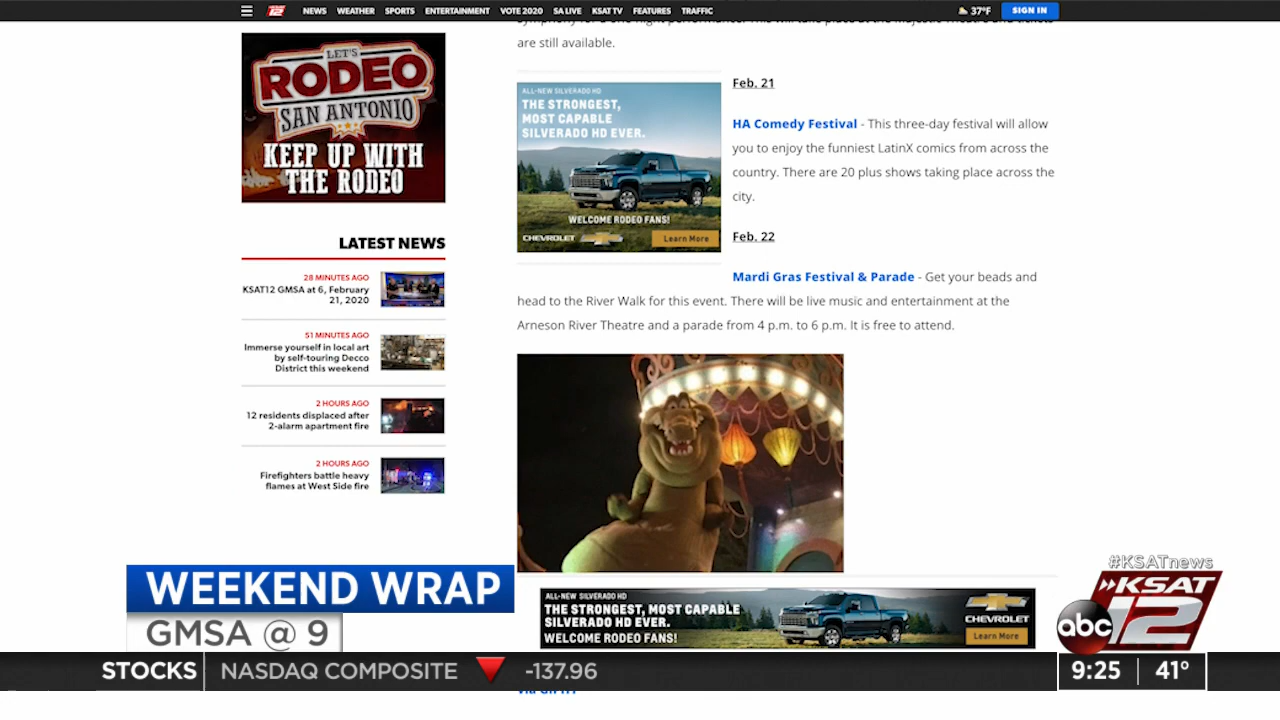 NEWS WEATHER SPORTS ENTERTAINMENT VOTE 2020 SA LIVE KSAT TV FEATURES TRAFFIC 37°F SIGN IN
are still available.
LET'S
RODEO
SAN ANTONIO
KEEP UP WITH
THE RODEO
LATEST NEWS
28 MINUTES AGO
KSAT12 GMSA at 6, February
21, 2020
51 MINUTES AGO
Immerse yourself in local art
by self-touring Decco
District this weekend
2 HOURS AGO
12 residents displaced after
2-alarm apartment fire
2 HOURS AGO
Firefighters battle heavy
flames at West Side fire
ALL-NEW SILVERADO HD
THE STRONGEST,
MOST CAPABLE
SILVERADO HD EVER.
WELCOME RODEO FANS!
CHEVROLET
Learn More
Feb. 21
HA Comedy Festival - This three-day festival will allow
you to enjoy the funniest LatinX comics from across the
country. There are 20 plus shows taking place across the
city.
Feb. 22
Mardi Gras Festival & Parade - Get your beads and
head to the River Walk for this event. There will be live music and entertainment at the
Arneson River Theatre and a parade from 4 p.m. to 6 p.m. It is free to attend.
WEEKEND WRAP
GMSA @ 9
ALL-NEW SILVERADO HD
THE STRONGEST, MOST CAPABLE
SILVERADO HD EVER.
WELCOME RODEO FANS!
CHEVROLET
Learn More
#KSATnews
KSAT
abc 12
STOCKS NASDAQ COMPOSITE -137.96
9:25 41°